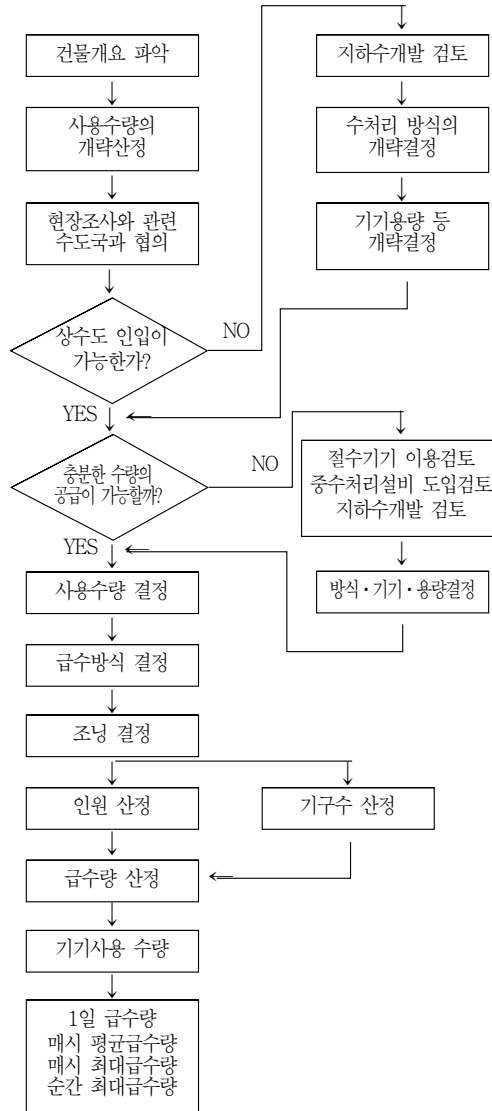 건물개요 파악
사용수량의
개략산정
현장조사와 관련
수도국과 협의
상수도 인입이
가능한가?
NO
지하수개발 검토
수처리 방식의
개략결정
기기용량 등
개략결정
YES
충분한 수량의
공급이 가능할까?
NO
절수기기 이용검토
중수처리설비 도입검토
지하수개발 검토
방식·기기·용량결정
YES
사용수량 결정
급수방식 결정
조닝 결정
인원 산정
기구수 산정
급수량 산정
기기사용 수량
1일 급수량
매시 평균급수량
매시 최대급수량
순간 최대급수량